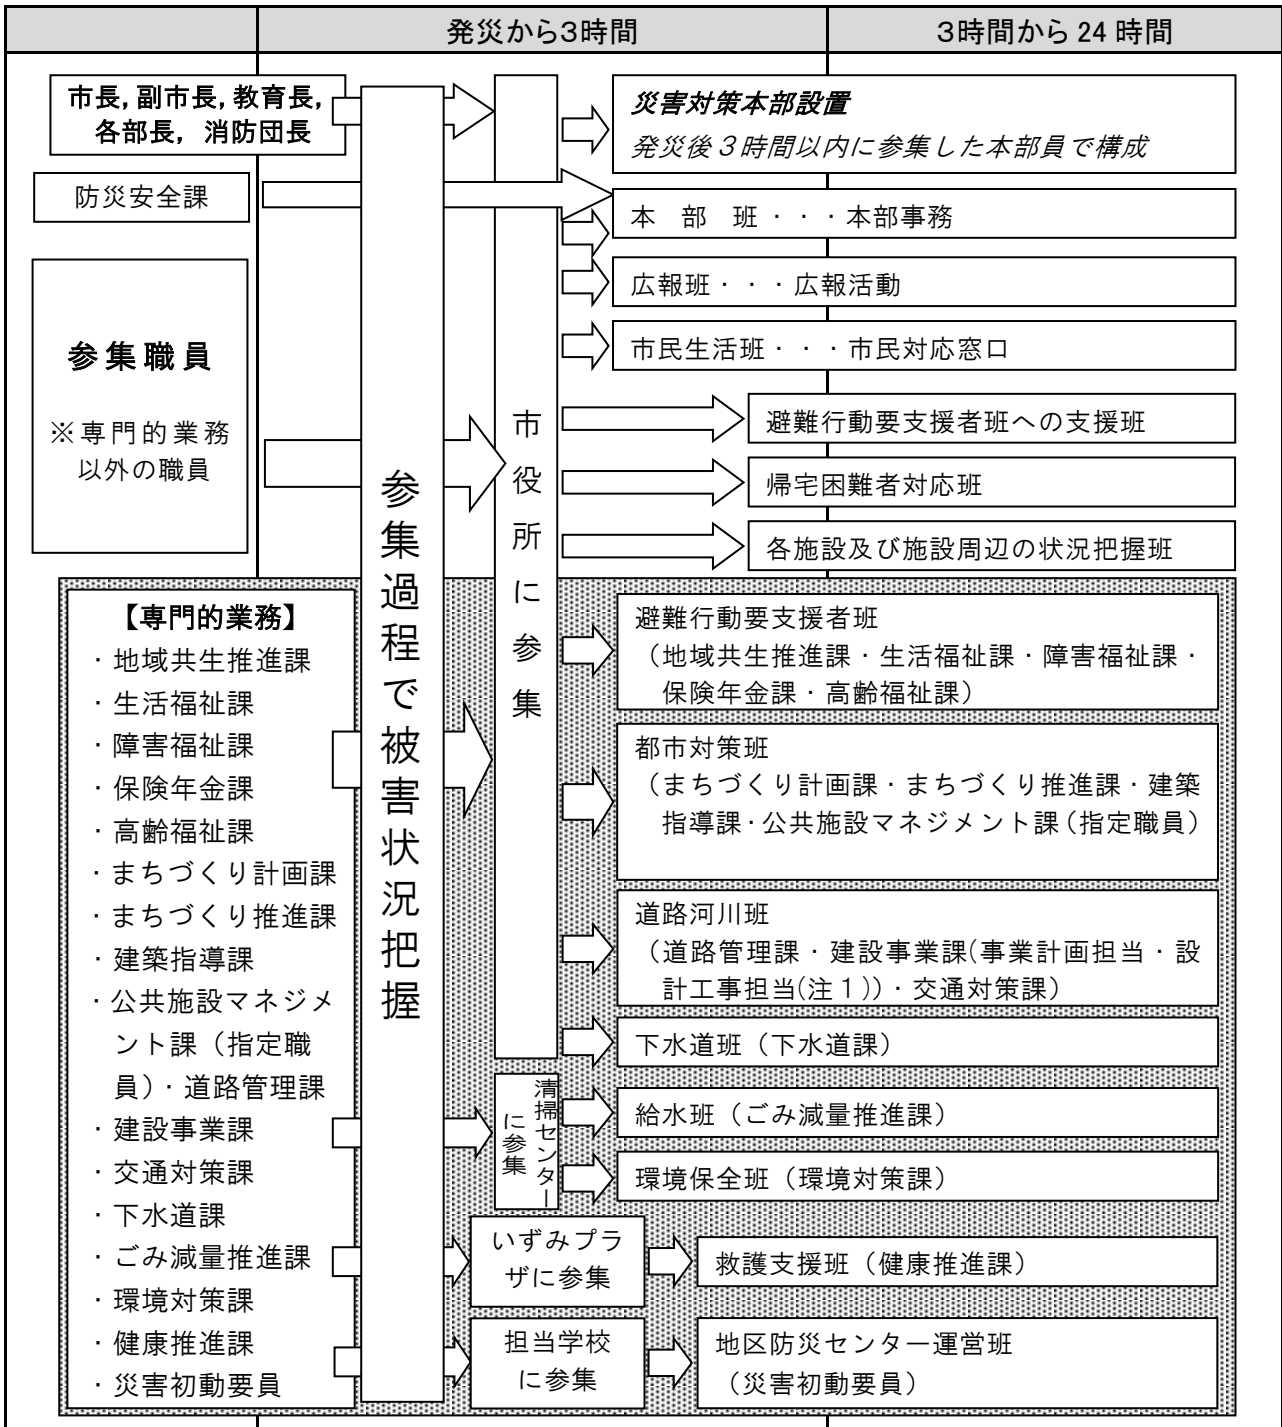 発災から3時間
3時間から 24 時間
市長, 副市長, 教育長,
各部長, 消防団長
防災安全課
参集職員
※専門的業務
以外の職員
【専門的業務】
・地域共生推進課
・生活福祉課
・障害福祉課
・保険年金課
・高齢福祉課
・まちづくり計画課
・まちづくり推進課
・建築指導課
・公共施設マネジメ
ント課（指定職
員）・道路管理課
・建設事業課
・交通対策課
・下水道課
・ごみ減量推進課
・環境対策課
・健康推進課
・災害初動要員
参集過程で被害状況把握
市役所に参集
清掃センター
に参集
いずみプラ
ザに参集
担当学校
に参集
災害対策本部設置
発災後３時間以内に参集した本部員で構成
本　部　班・・・本部事務
広報班・・・広報活動
市民生活班・・・市民対応窓口
避難行動要支援者班への支援班
帰宅困難者対応班
各施設及び施設周辺の状況把握班
避難行動要支援者班
（地域共生推進課・生活福祉課・障害福祉課・
保険年金課・高齢福祉課）
都市対策班
（まちづくり計画課・まちづくり推進課・建築
指導課・公共施設マネジメント課（指定職員）
道路河川班
（道路管理課・建設事業課(事業計画担当・設
計工事担当(注１))・交通対策課）
下水道班（下水道課）
給水班（ごみ減量推進課）
環境保全班（環境対策課）
救護支援班（健康推進課）
地区防災センター運営班
（災害初動要員）